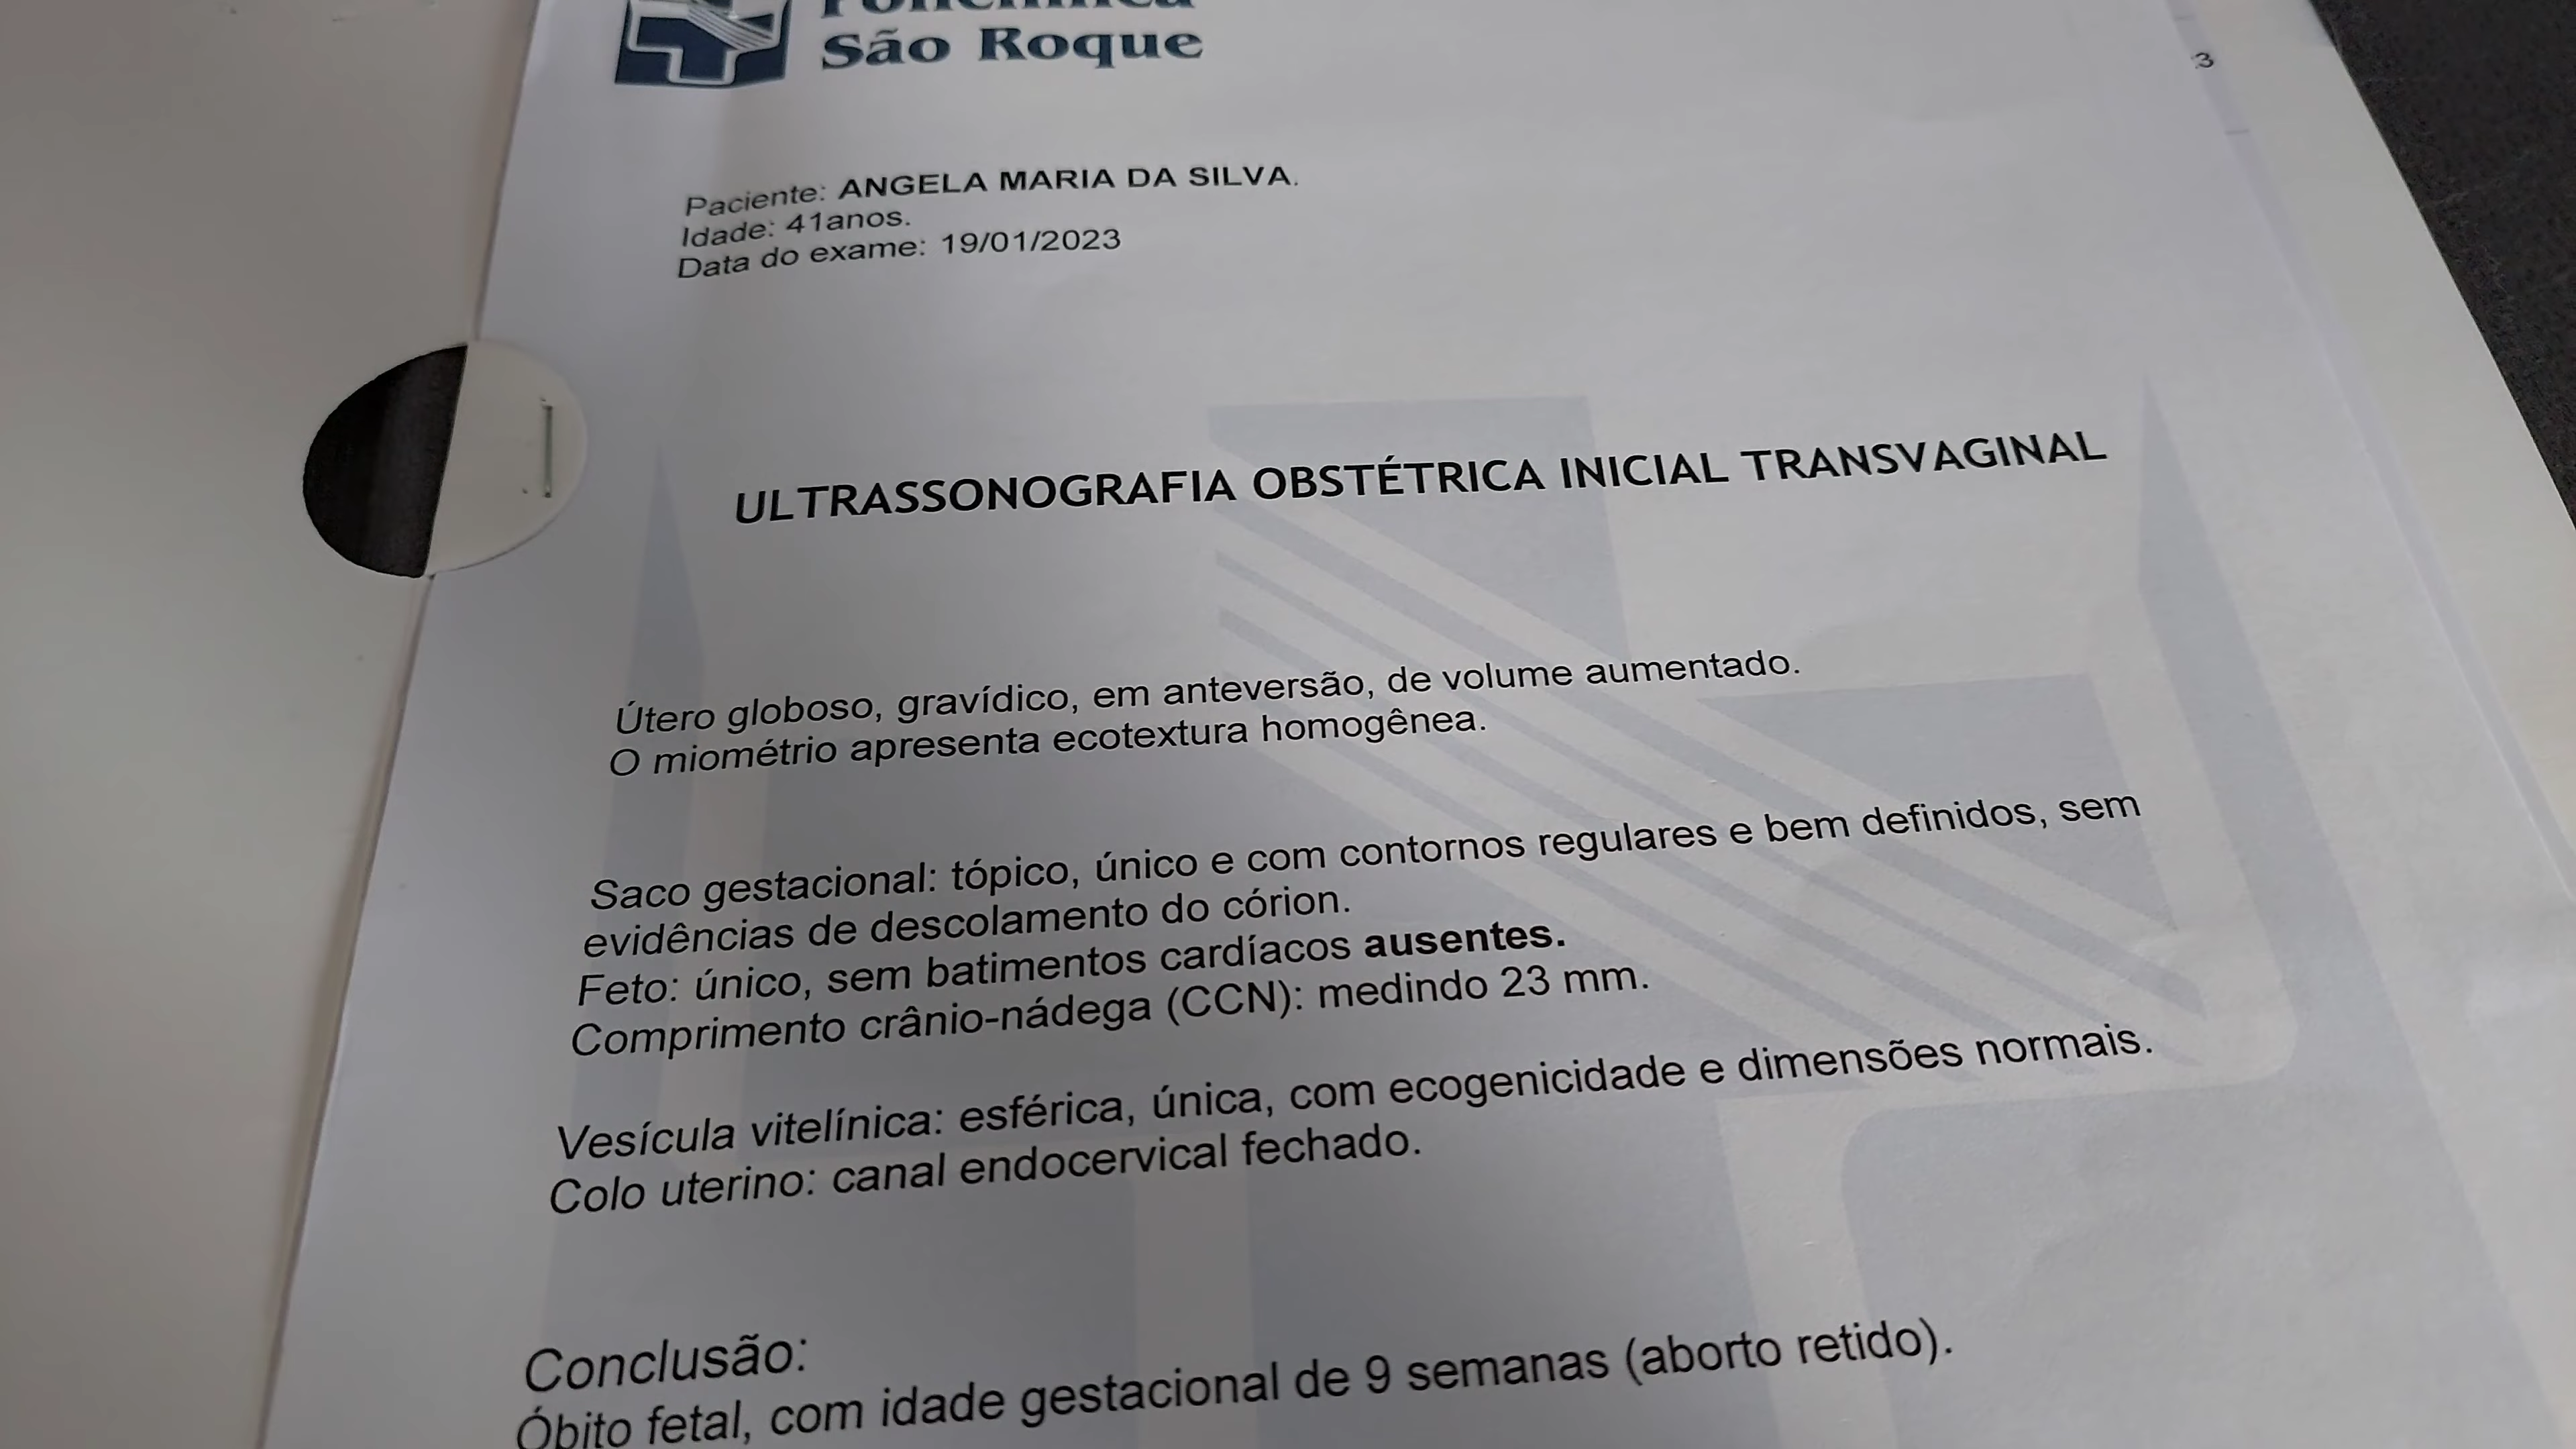 Policlínica
São Roque
3
Paciente: ANGELA MARIA DA SILVA.
Idade: 41anos.
Data do exame: 19/01/2023
ULTRASSONOGRAFIA OBSTÉTRICA INICIAL TRANSVAGINAL
Útero globoso, gravídico, em anteversão, de volume aumentado.
O miométrio apresenta ecotextura homogênea.
Saco gestacional: tópico, único e com contornos regulares e bem definidos, sem
evidências de descolamento do córion.
Feto: único, sem batimentos cardíacos ausentes.
Comprimento crânio-nádega (CCN): medindo 23 mm.
Vesícula vitelínica: esférica, única, com ecogenicidade e dimensões normais.
Colo uterino: canal endocervical fechado.
Conclusão:
Óbito fetal, com idade gestacional de 9 semanas (aborto retido).